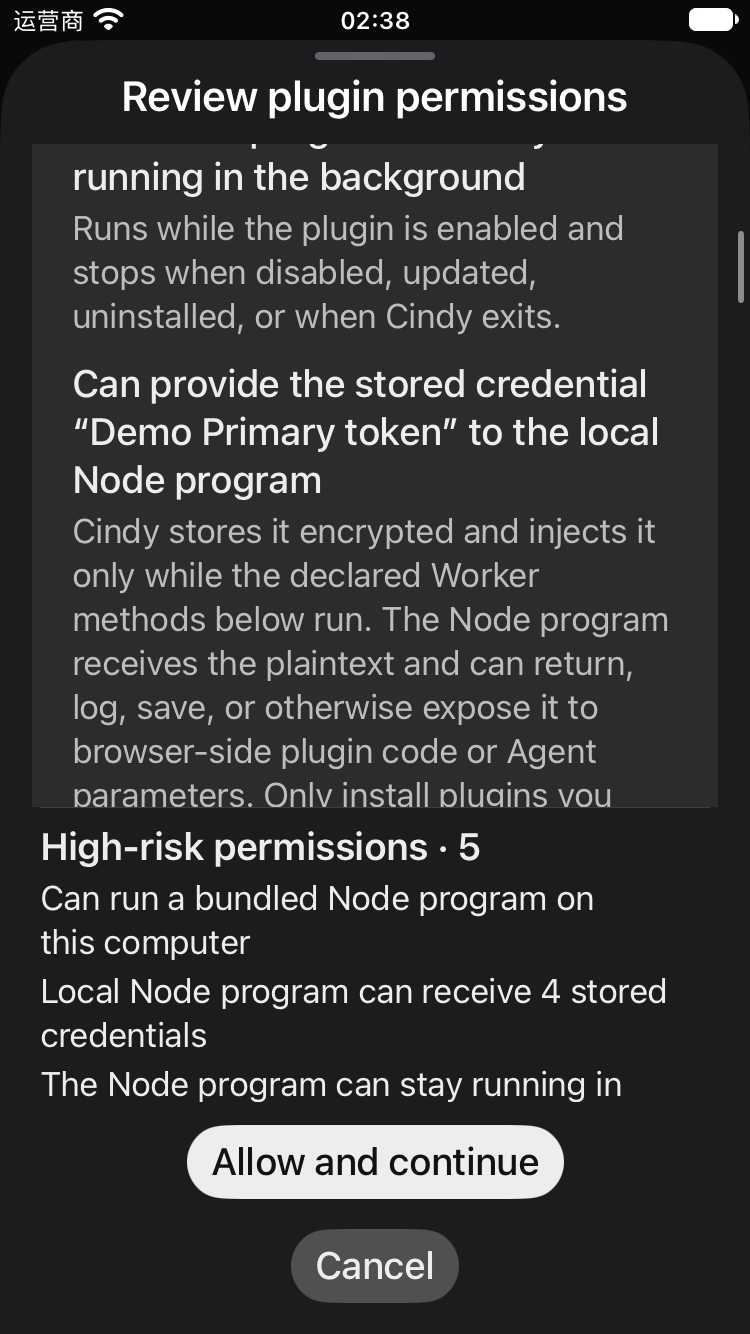 运营商
02:38
Review plugin permissions
running in the background
Runs while the plugin is enabled and
stops when disabled, updated,
uninstalled, or when Cindy exits.
Can provide the stored credential
“Demo Primary token” to the local
Node program
Cindy stores it encrypted and injects it
only while the declared Worker
methods below run. The Node program
receives the plaintext and can return,
log, save, or otherwise expose it to
browser-side plugin code or Agent
parameters. Only install plugins you
High-risk permissions · 5
Can run a bundled Node program on
this computer
Local Node program can receive 4 stored
credentials
The Node program can stay running in
Allow and continue
Cancel